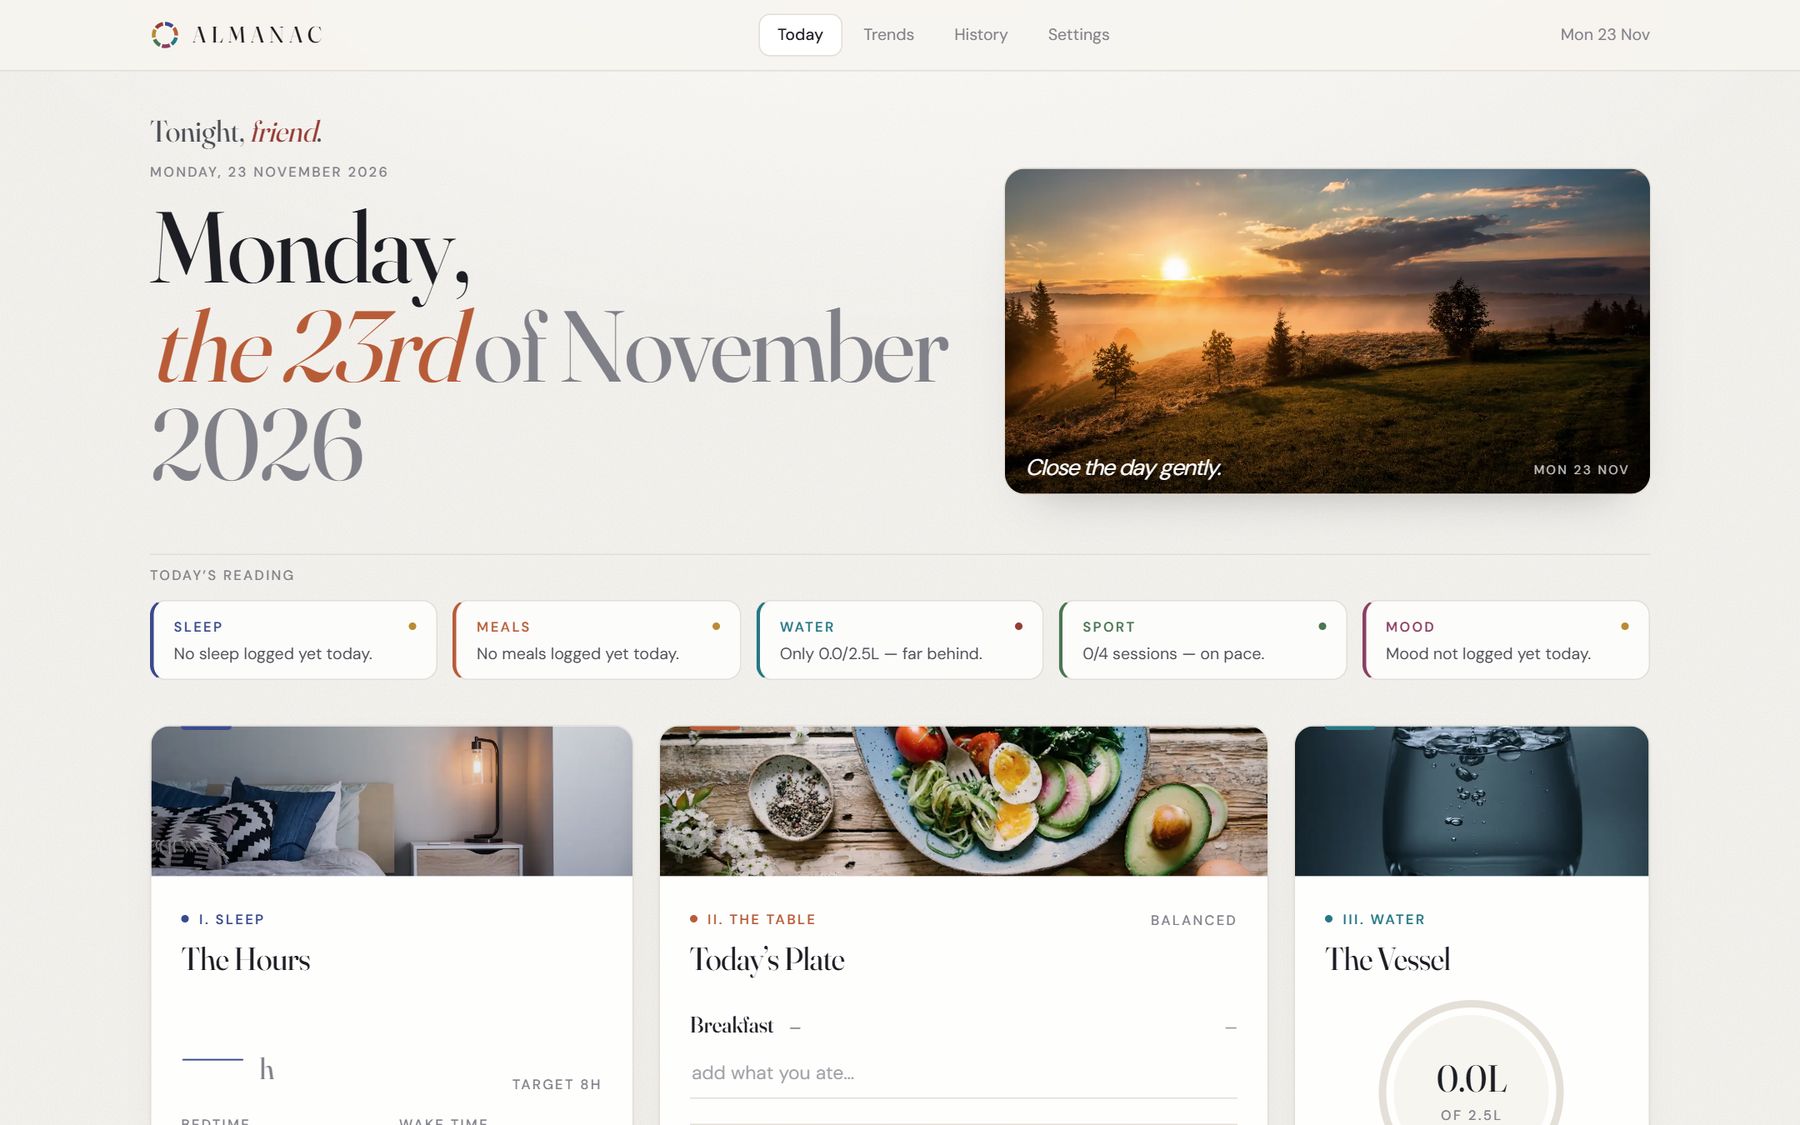 ALMANAC
Today
Trends
History
Settings
Mon 23 Nov
Tonight, friend.
MONDAY, 23 NOVEMBER 2026
Monday,
the 23rd of November
2026
Close the day gently.
MON 23 NOV
TODAY'S READING
SLEEP
No sleep logged yet today.
MEALS
No meals logged yet today.
WATER
Only 0.0/2.5L — far behind.
SPORT
0/4 sessions — on pace.
MOOD
Mood not logged yet today.
I. SLEEP
The Hours
h
TARGET 8H
BEDTIME
WAKE TIME
II. THE TABLE
BALANCED
Today's Plate
Breakfast –
–
add what you ate...
III. WATER
The Vessel
0.0L
OF 2.5L